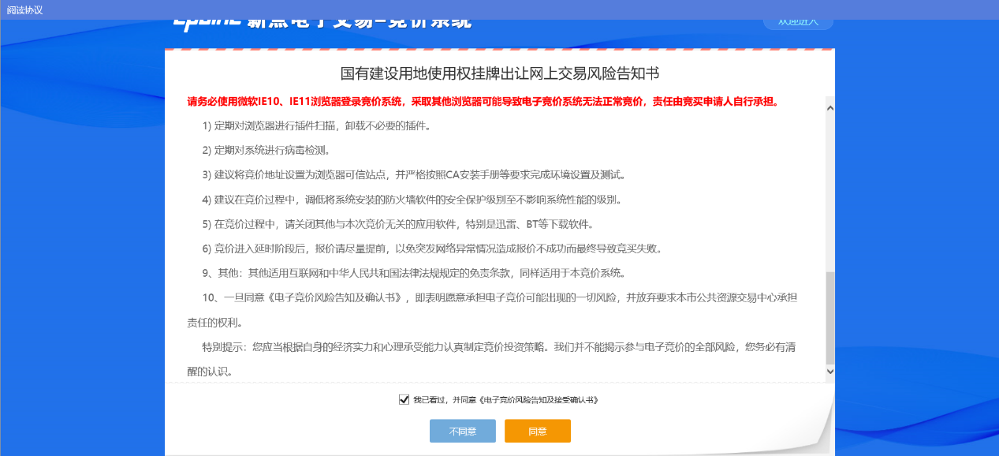 阅读协议
Epoint 新点电子交易-竞价系统
欢迎进入
国有建设用地使用权挂牌出让网上交易风险告知书
请务必使用微软IE10、IE11浏览器登录竞价系统，采取其他浏览器可能导致电子竞价系统无法正常竞价，责任由竞买申请人自行承担。
1) 定期对浏览器进行插件扫描，卸载不必要的插件。
2) 定期对系统进行病毒检测。
3) 建议将竞价地址设置为浏览器可信站点，并严格按照CA安装手册等要求完成环境设置及测试。
4) 建议在竞价过程中，调低将系统安装的防火墙软件的安全保护级别至不影响系统性能的级别。
5) 在竞价过程中，请关闭其他与本次竞价无关的应用软件，特别是迅雷、BT等下载软件。
6) 竞价进入延时阶段后，报价请尽量提前，以免突发网络异常情况造成报价不成功而最终导致竞买失败。
9、其他：其他适用互联网和中华人民共和国法律法规规定的免责条款，同样适用于本竞价系统。
10、一旦同意《电子竞价风险告知及确认书》，即表明愿意承担电子竞价可能出现的一切风险，并放弃要求本市公共资源交易中心承担
责任的权利。
特别提示：您应当根据自身的经济实力和心理承受能力认真制定竞价投资策略。我们并不能揭示参与电子竞价的全部风险，您务必有清
醒的认识。
我已看过，并同意《电子竞价风险告知及接受确认书》
不同意
同意